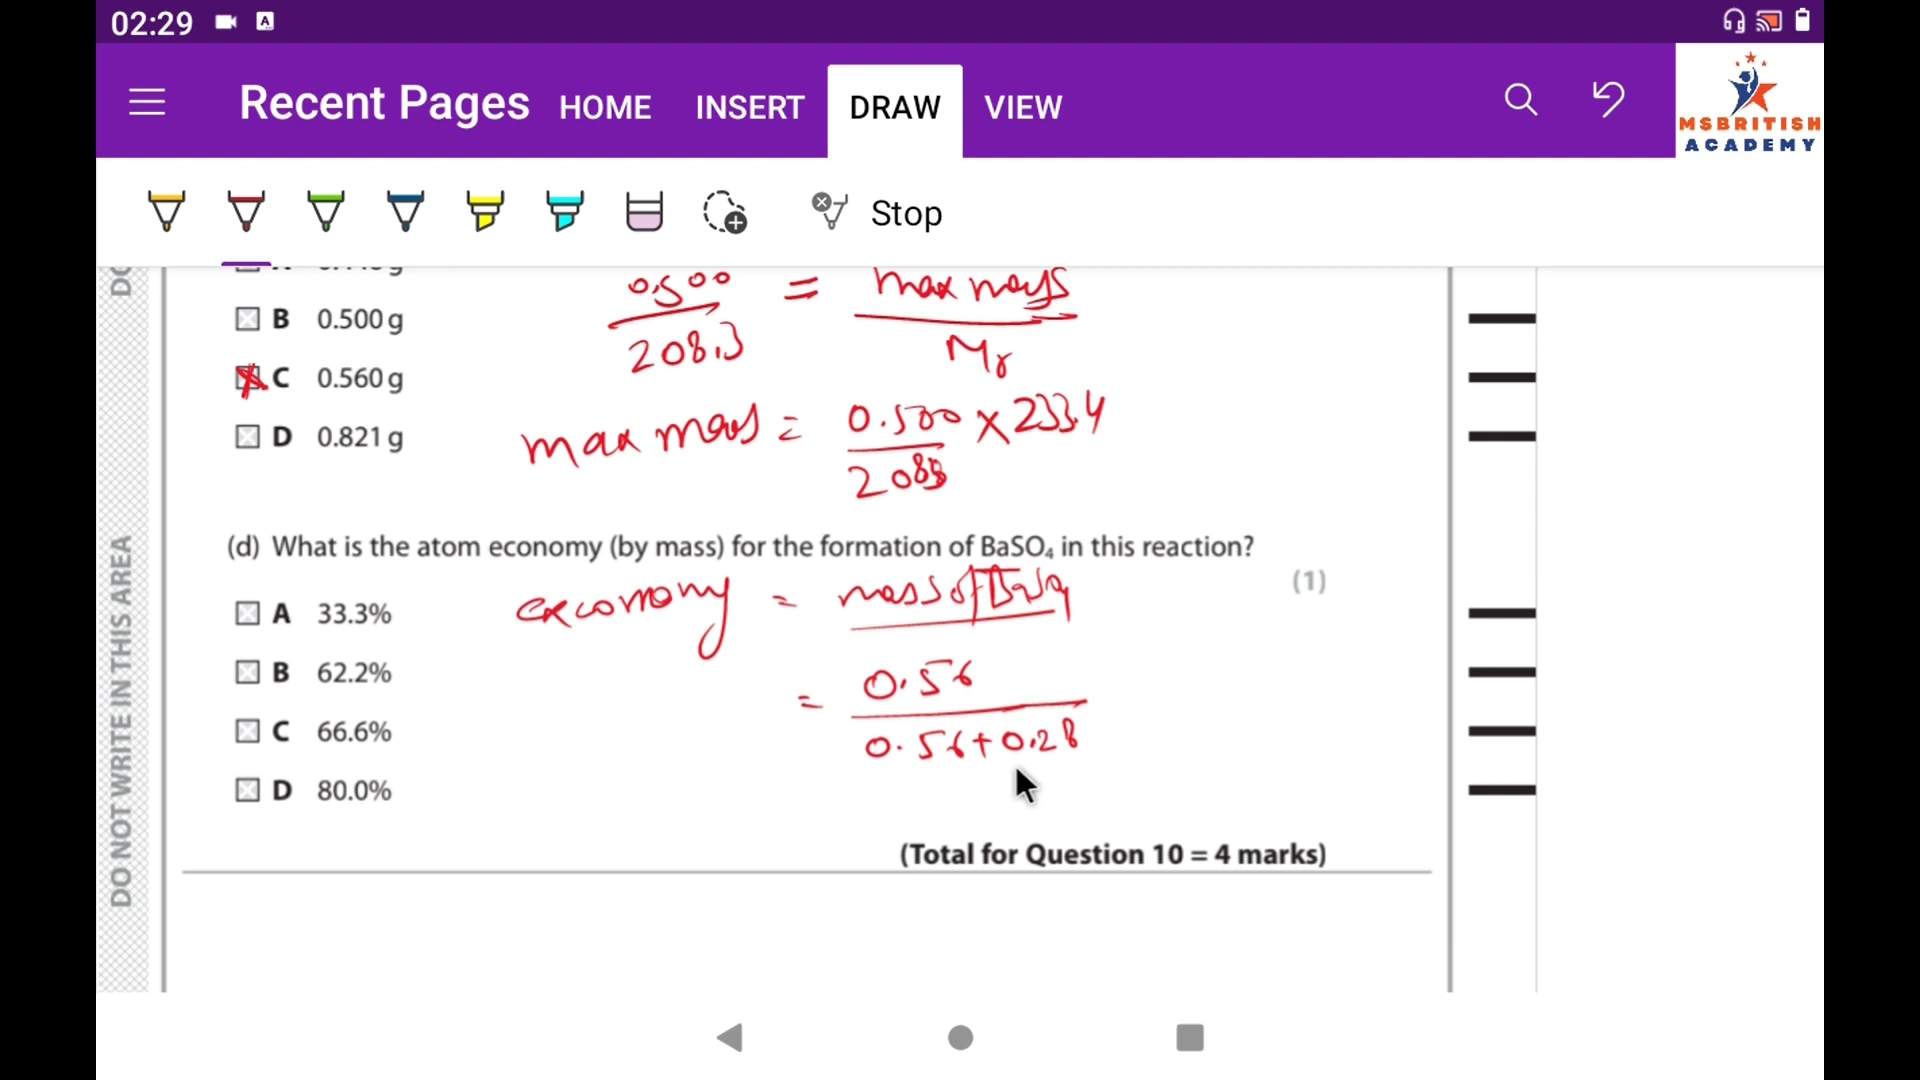 02:29 A
Recent Pages HOME INSERT DRAW VIEW
MSBRITISH
ACADEMY
Stop
B 0.500 g
C 0.560 g
D 0.821 g
0.500 = max mass
208.3 Mr
max mass = 0.500 × 233.4
208.3
(d) What is the atom economy (by mass) for the formation of BaSO₄ in this reaction?
(1)
economy = mass of BaSO4
A 33.3%
B 62.2%
C 66.6%
D 80.0%
= 0.56
0.56 + 0.28
(Total for Question 10 = 4 marks)
DO NOT WRITE IN THIS AREA
DO